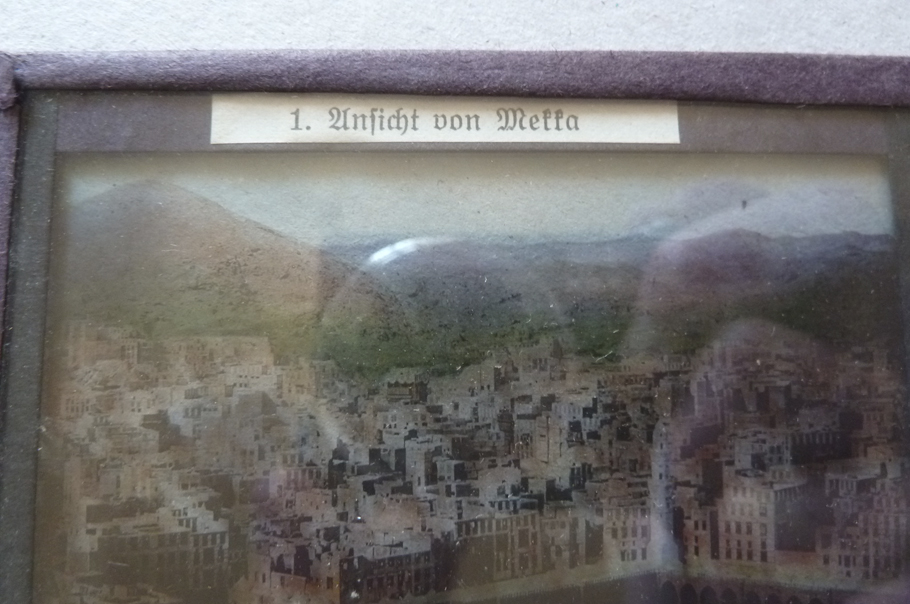 1. Ansicht von Mekka